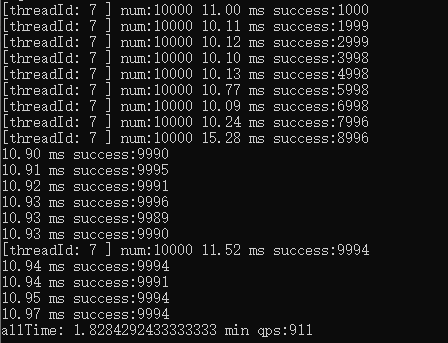 [threadId: 7 ] num:10000 11.00 ms success:1000
[threadId: 7 ] num:10000 10.11 ms success:1999
[threadId: 7 ] num:10000 10.12 ms success:2999
[threadId: 7 ] num:10000 10.10 ms success:3998
[threadId: 7 ] num:10000 10.13 ms success:4998
[threadId: 7 ] num:10000 10.77 ms success:5998
[threadId: 7 ] num:10000 10.09 ms success:6998
[threadId: 7 ] num:10000 10.24 ms success:7996
[threadId: 7 ] num:10000 15.28 ms success:8996
10.90 ms success:9990
10.91 ms success:9995
10.92 ms success:9991
10.93 ms success:9996
10.93 ms success:9989
10.93 ms success:9990
[threadId: 7 ] num:10000 11.52 ms success:9994
10.94 ms success:9994
10.94 ms success:9991
10.95 ms success:9994
10.97 ms success:9994
allTime: 1.8284292433333333 min qps:911